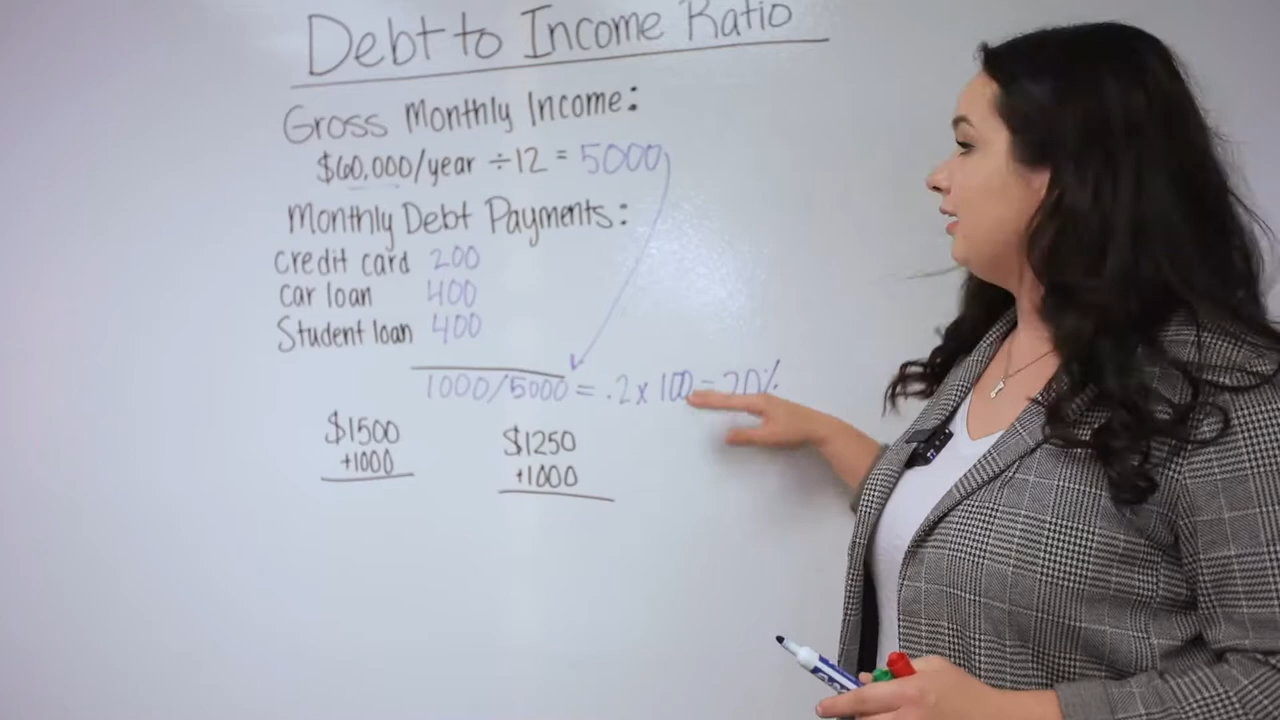 Debt to Income Ratio
Gross Monthly Income:
$60,000/year ÷12 = 5000
Monthly Debt Payments:
credit card 200
car loan 400
Student loan 400
1000/5000 = .2 x 100 = 20%
$1500
+1000
$1250
+1000